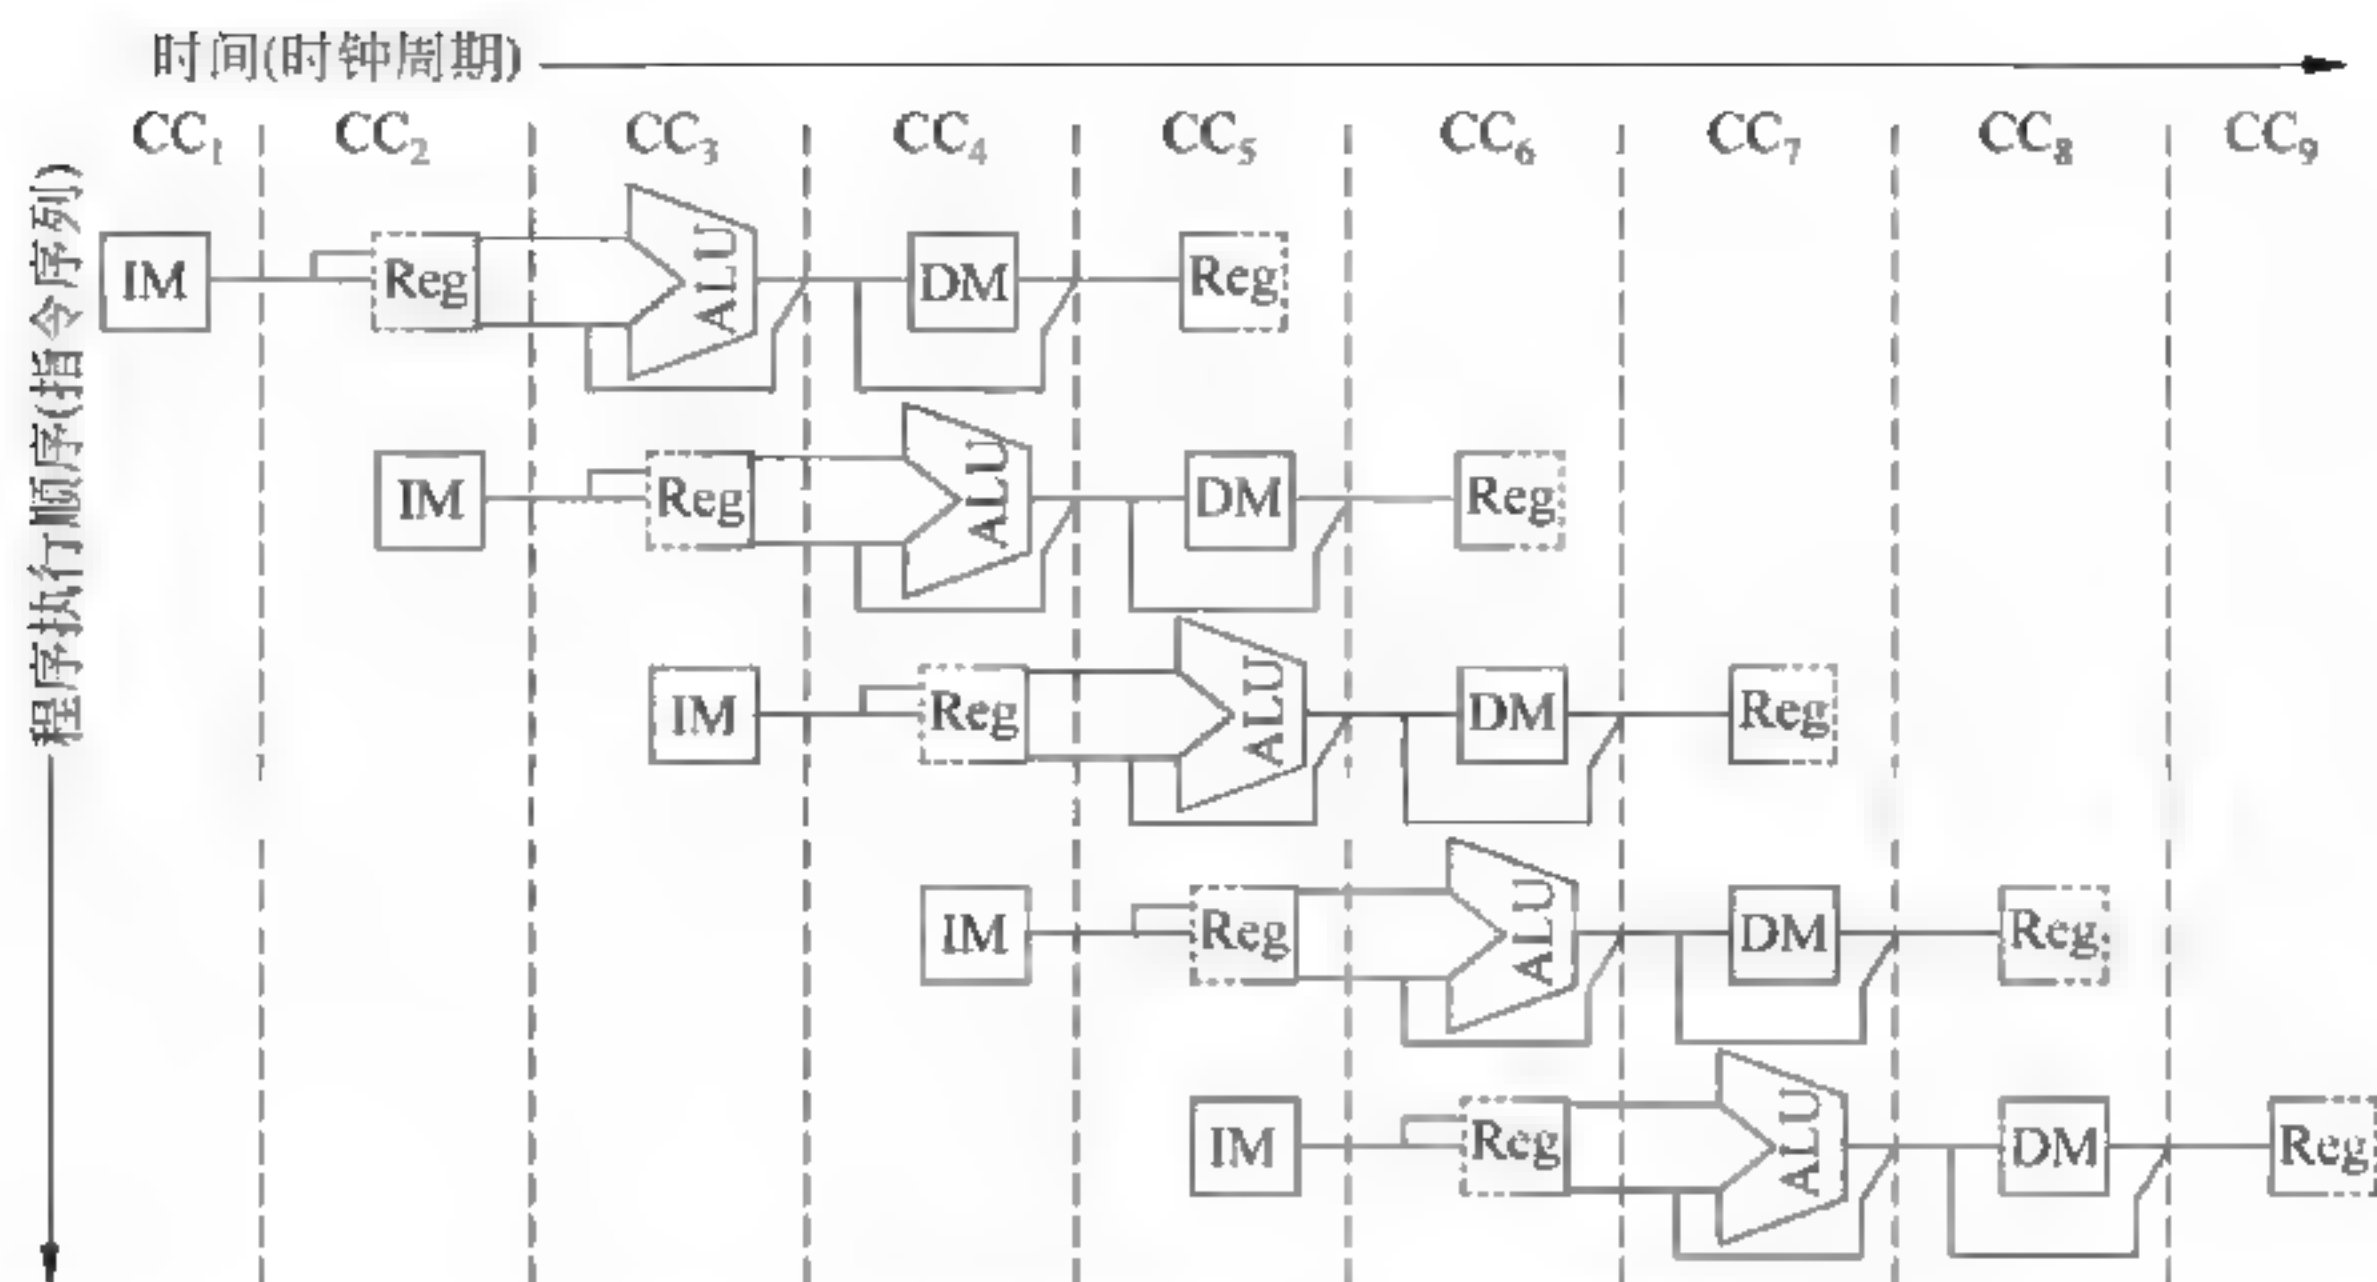 时间(时钟周期)
CC1 CC2 CC3 CC4 CC5 CC6 CC7 CC8 CC9
程序执行顺序(指令序列)
IM Reg ALU DM Reg
IM Reg ALU DM Reg
IM Reg ALU DM Reg
IM Reg ALU DM Reg
IM Reg ALU DM Reg